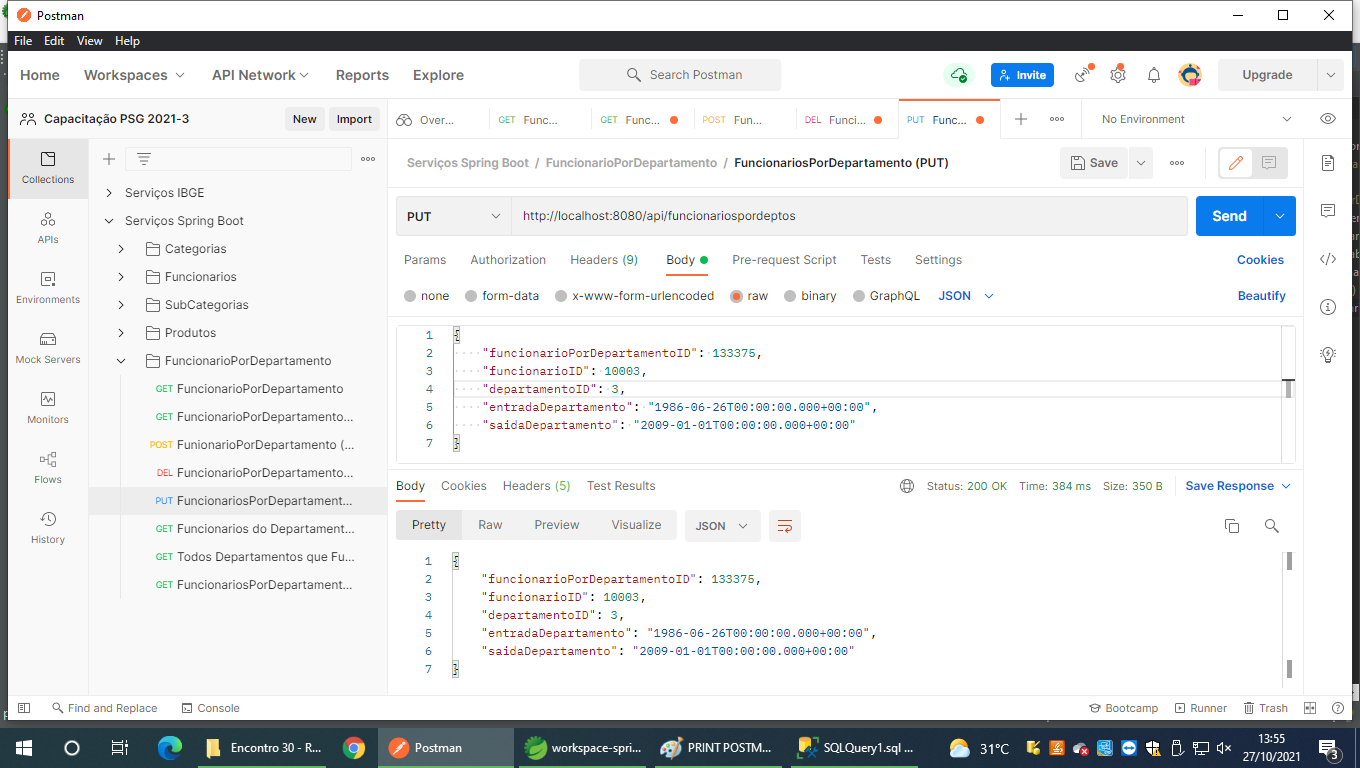 Postman
File Edit View Help
Home Workspaces API Network Reports Explore Search Postman Invite Upgrade
Capacitação PSG 2021-3 New Import
Over... GET Func... GET Func... POST Fun... DEL Funci... PUT Func... No Environment
Serviços Spring Boot / FuncionarioPorDepartamento / FuncionariosPorDepartamento (PUT) Save
PUT http://localhost:8080/api/funcionariospordeptos Send
Params Authorization Headers (9) Body Pre-request Script Tests Settings Cookies
none form-data x-www-form-urlencoded raw binary GraphQL JSON Beautify
1 {
2 "funcionarioPorDepartamentoID": 133375,
3 "funcionarioID": 10003,
4 "departamentoID": 3,
5 "entradaDepartamento": "1986-06-26T00:00:00.000+00:00",
6 "saidaDepartamento": "2009-01-01T00:00:00.000+00:00"
7 }
Collections
APIs
Environments
Mock Servers
Monitors
Flows
History
Serviços IBGE
Serviços Spring Boot
Categorias
Funcionarios
SubCategorias
Produtos
FuncionarioPorDepartamento
GET FuncionarioPorDepartamento
GET FuncionarioPorDepartamento...
POST FunionarioPorDepartamento (...
DEL FuncionarioPorDepartamento...
PUT FuncionariosPorDepartament...
GET Funcionarios do Departament...
GET Todos Departamentos que Fu...
GET FuncionariosPorDepartament...
Body Cookies Headers (5) Test Results Status: 200 OK Time: 384 ms Size: 350 B Save Response
Pretty Raw Preview Visualize JSON
1 {
2 "funcionarioPorDepartamentoID": 133375,
3 "funcionarioID": 10003,
4 "departamentoID": 3,
5 "entradaDepartamento": "1986-06-26T00:00:00.000+00:00",
6 "saidaDepartamento": "2009-01-01T00:00:00.000+00:00"
7 }
Find and Replace Console Bootcamp Runner Trash
Encontro 30 - R... Postman workspace-spri... PRINT POSTM... SQLQuery1.sql ... 31°C 13:55
27/10/2021
3